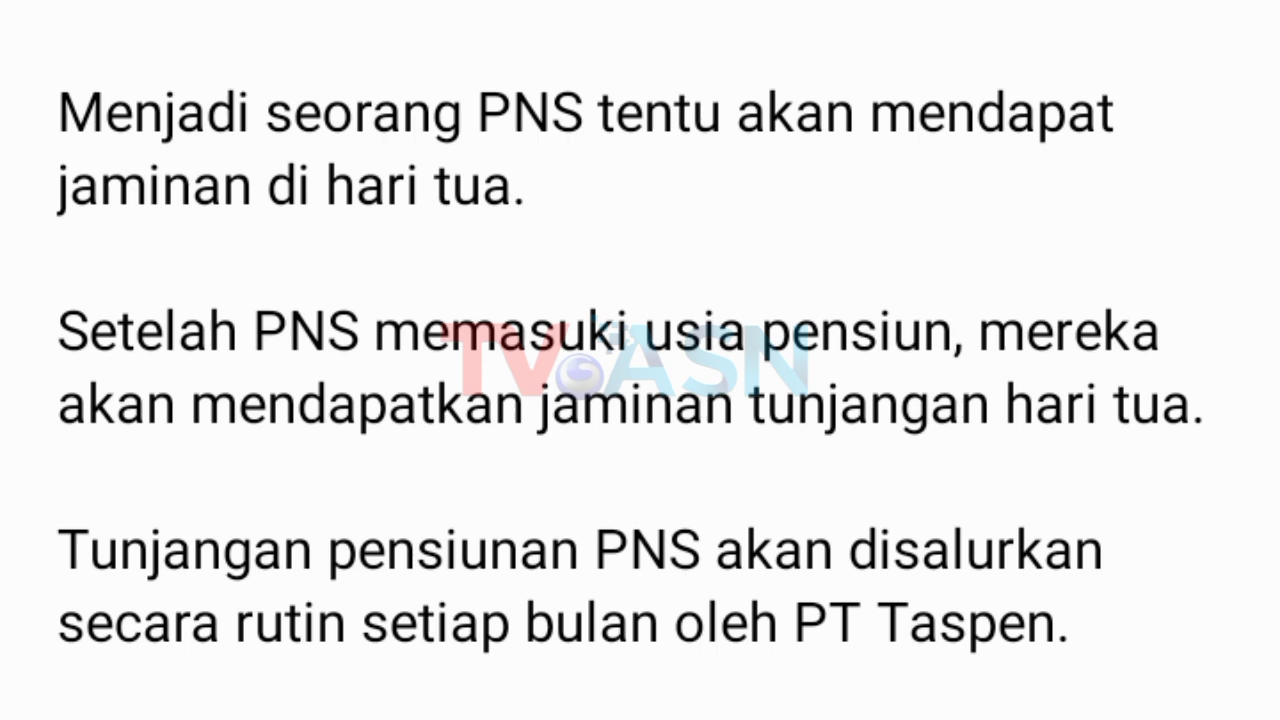 Menjadi seorang PNS tentu akan mendapat
jaminan di hari tua.
Setelah PNS memasuki usia pensiun, mereka
TV ASN
akan mendapatkan jaminan tunjangan hari tua.
Tunjangan pensiunan PNS akan disalurkan
secara rutin setiap bulan oleh PT Taspen.